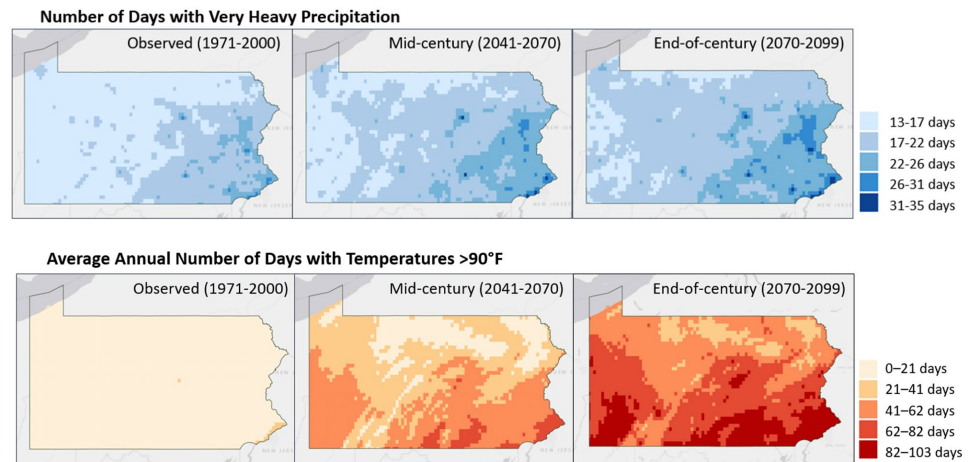 Number of Days with Very Heavy Precipitation
Observed (1971-2000)
Mid-century (2041-2070)
End-of-century (2070-2099)
13-17 days
17-22 days
22-26 days
26-31 days
31-35 days
Average Annual Number of Days with Temperatures >90°F
Observed (1971-2000)
Mid-century (2041-2070)
End-of-century (2070-2099)
0–21 days
21–41 days
41–62 days
62–82 days
82–103 days